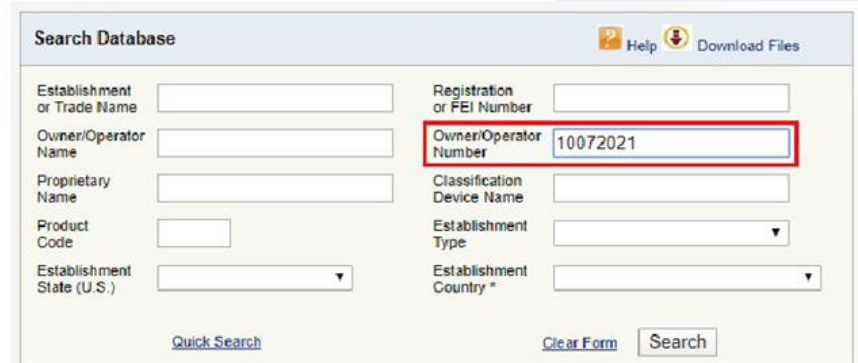 Search Database
? Help Download Files
Establishment
or Trade Name
Registration
or FEI Number
Owner/Operator
Name
Owner/Operator
Number
10072021
Proprietary
Name
Classification
Device Name
Product
Code
Establishment
Type
Establishment
State (U.S.)
Establishment
Country *
Quick Search
Clear Form
Search